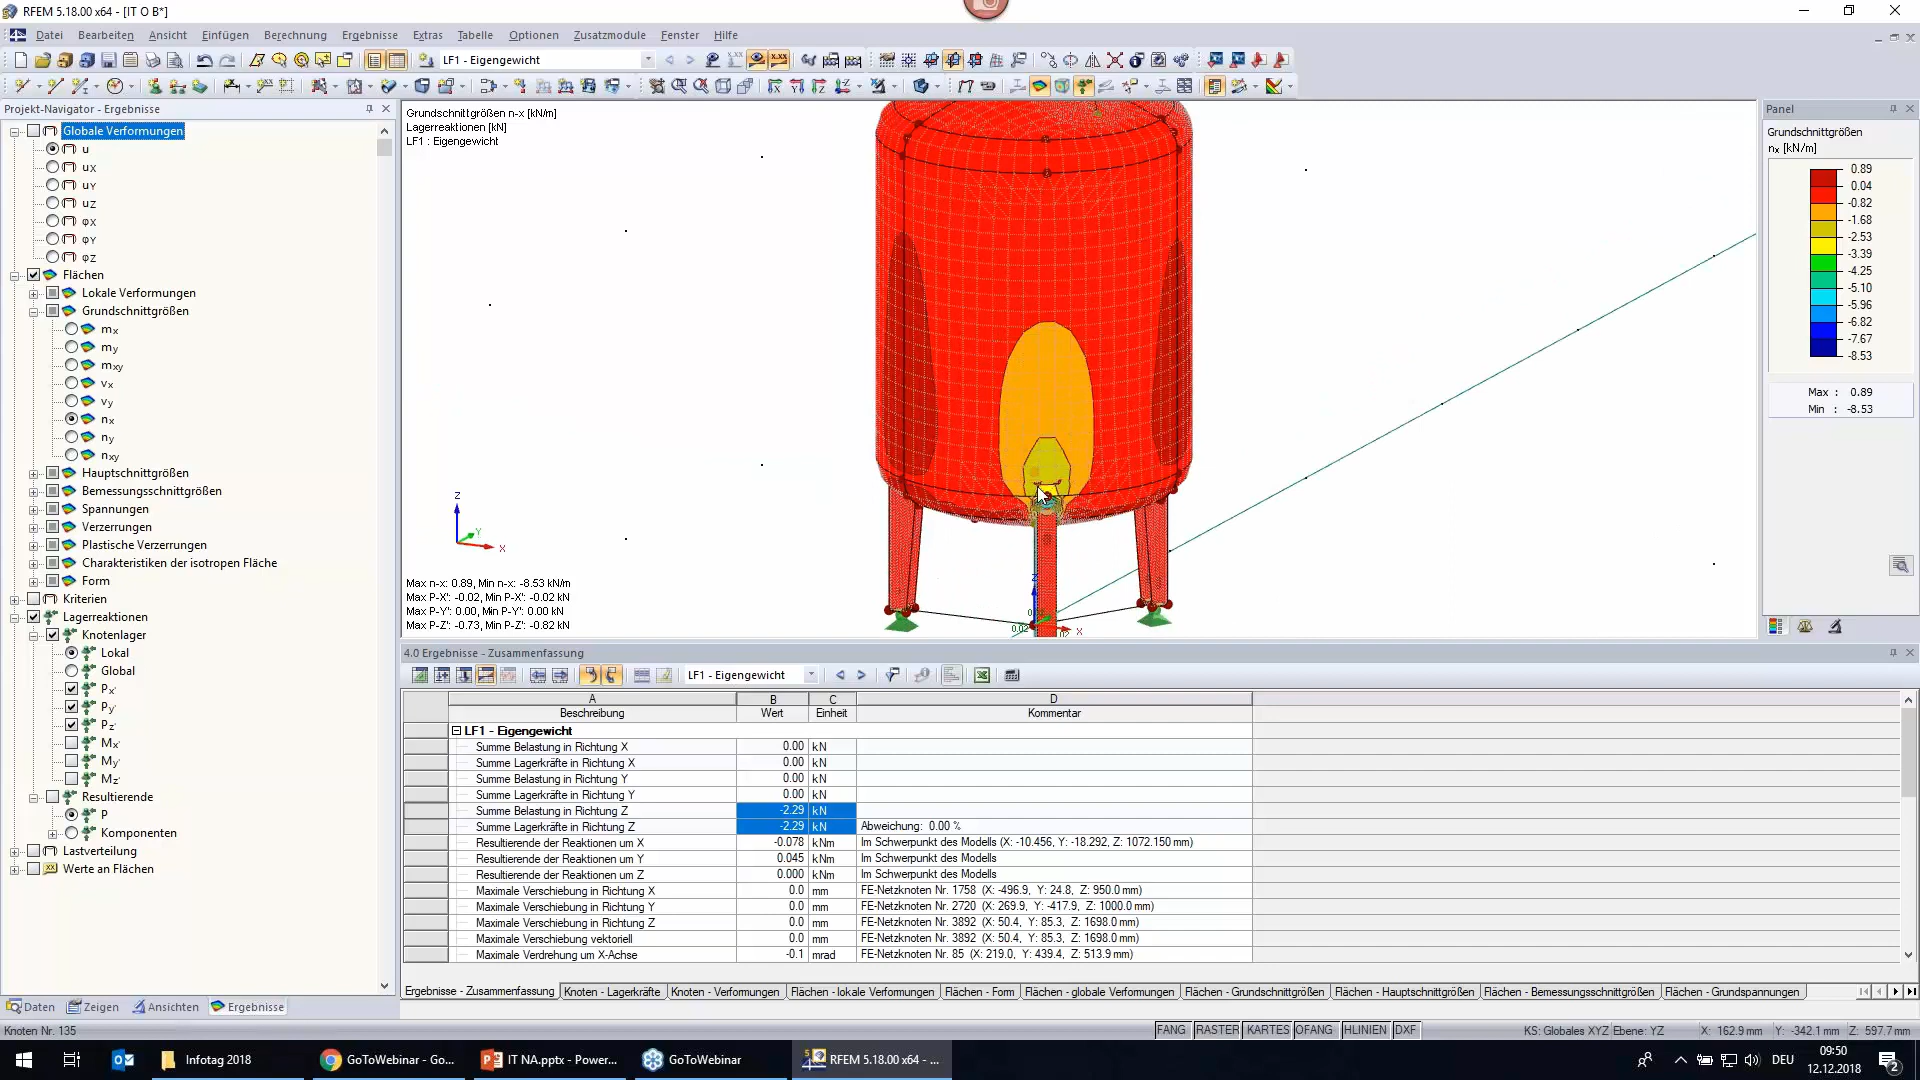 RFEM 5.18.00 x64 - [IT O B*]
Datei Bearbeiten Ansicht Einfügen Berechnung Ergebnisse Extras Tabelle Optionen Zusatzmodule Fenster Hilfe
LF1 - Eigengewicht
Projekt-Navigator - Ergebnisse
Globale Verformungen
u
uX
uY
uZ
φX
φY
φZ
Flächen
Lokale Verformungen
Grundschnittgrößen
mx
my
mxy
vx
vy
nx
ny
nxy
Hauptschnittgrößen
Bemessungsschnittgrößen
Spannungen
Verzerrungen
Plastische Verzerrungen
Charakteristiken der isotropen Fläche
Form
Kriterien
Lagerreaktionen
Knotenlager
Lokal
Global
Px'
Py'
Pz'
Mx'
My'
Mz'
Resultierende
P
Komponenten
Lastverteilung
Werte an Flächen
Daten Zeigen Ansichten Ergebnisse
Grundschnittgrößen n-x [kN/m]
Lagerreaktionen [kN]
LF1 : Eigengewicht
Z
Y
X
Z
X
0.02
Max n-x: 0.89, Min n-x: -8.53 kN/m
Max P-X': -0.02, Min P-X': -0.02 kN
Max P-Y': 0.00, Min P-Y': 0.00 kN
Max P-Z': -0.73, Min P-Z': -0.82 kN
Panel
Grundschnittgrößen
nx [kN/m]
0.89
0.04
-0.82
-1.68
-2.53
-3.39
-4.25
-5.10
-5.96
-6.82
-7.67
-8.53
Max : 0.89
Min : -8.53
4.0 Ergebnisse - Zusammenfassung
LF1 - Eigengewicht
A B C D
Beschreibung Wert Einheit Kommentar
LF1 - Eigengewicht
Summe Belastung in Richtung X 0.00 kN
Summe Lagerkräfte in Richtung X 0.00 kN
Summe Belastung in Richtung Y 0.00 kN
Summe Lagerkräfte in Richtung Y 0.00 kN
Summe Belastung in Richtung Z -2.29 kN
Summe Lagerkräfte in Richtung Z -2.29 kN Abweichung: 0.00 %
Resultierende der Reaktionen um X -0.078 kNm Im Schwerpunkt des Modells (X: -10.456, Y: -18.292, Z: 1072.150 mm)
Resultierende der Reaktionen um Y 0.045 kNm Im Schwerpunkt des Modells
Resultierende der Reaktionen um Z 0.000 kNm Im Schwerpunkt des Modells
Maximale Verschiebung in Richtung X 0.0 mm FE-Netzknoten Nr. 1758 (X: -496.9, Y: 24.8, Z: 950.0 mm)
Maximale Verschiebung in Richtung Y 0.0 mm FE-Netzknoten Nr. 2720 (X: 269.9, Y: -417.9, Z: 1000.0 mm)
Maximale Verschiebung in Richtung Z 0.0 mm FE-Netzknoten Nr. 3892 (X: 50.4, Y: 85.3, Z: 1698.0 mm)
Maximale Verschiebung vektoriell 0.0 mm FE-Netzknoten Nr. 3892 (X: 50.4, Y: 85.3, Z: 1698.0 mm)
Maximale Verdrehung um X-Achse -0.1 mrad FE-Netzknoten Nr. 85 (X: 219.0, Y: 439.4, Z: 513.9 mm)
Ergebnisse - Zusammenfassung Knoten - Lagerkräfte Knoten - Verformungen Flächen - lokale Verformungen Flächen - Form Flächen - globale Verformungen Flächen - Grundschnittgrößen Flächen - Hauptschnittgrößen Flächen - Bemessungsschnittgrößen Flächen - Grundspannungen
Knoten Nr. 135 FANG RASTER KARTES OFANG HLINIEN DXF KS: Globales XYZ Ebene: YZ X: 162.9 mm Y: -342.1 mm Z: 597.7 mm
Infotag 2018 GoToWebinar - Go... IT NA.pptx - Power... GoToWebinar RFEM 5.18.00 x64 - ... DEU 09:50
12.12.2018
2